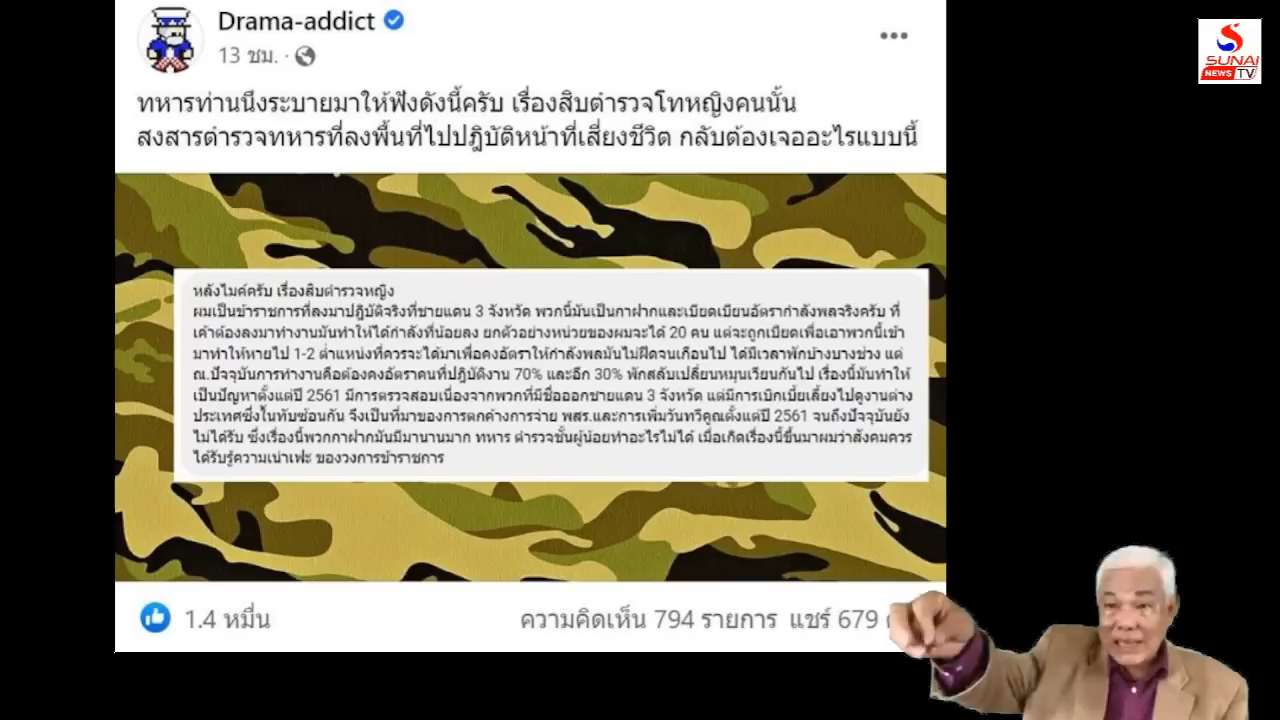 Drama-addict
13 ชม.
SUNAI
NEWS TV
ทหารท่านนึงระบายมาให้ฟังดังนี้ครับ เรื่องสิบตำรวจโทหญิงคนนั้น
สงสารตำรวจทหารที่ลงพื้นที่ไปปฎิบัติหน้าที่เสี่ยงชีวิต กลับต้องเจออะไรแบบนี้
หลังไมค์ครับ เรื่องสิบตำรวจหญิง
ผมเป็นข้าราชการที่ลงมาปฎิบัติจริงที่ชายแดน 3 จังหวัด พวกนี้มันเป็นกาฝากและเบียดเบียนอัตรากำลังพลจริงครับ ที่
เค้าต้องลงมาทำงานมันทำให้ได้กำลังที่น้อยลง ยกตัวอย่างหน่วยของผมจะได้ 20 คน แต่จะถูกเบียดเพื่อเอาพวกนี้เข้า
มาทำให้หายไป 1-2 ตำแหน่งที่ควรจะได้มาเพื่อคงอัตราให้กำลังพลมันไม่ฝืดจนเกือนไป ได้มีเวลาพักบ้างบางช่วง แต่
ณ.ปัจจุบันการทำงานคือต้องคงอัตราคนที่ปฎิบัติงาน 70% และอีก 30% พักสลับเปลี่ยนหมุนเวียนกันไป เรื่องนี้มันทำให้
เป็นปัญหาตั้งแต่ปี 2561 มีการตรวจสอบเนื่องจากพวกที่มีชื่อออกชายแดน 3 จังหวัด แต่มีการเบิกเบี้ยเลี้ยงไปดูงานต่าง
ประเทศซึ่งในทับซ้อนกัน จึงเป็นที่มาของการตกค้างการจ่าย พสร.และการเพิ่มวันทวีคูณตั้งแต่ปี 2561 จนถึงปัจจุบันยัง
ไม่ได้รับ ซึ่งเรื่องนี้พวกกาฝากมันมีมานานมาก ทหาร ตำรวจชั้นผู้น้อยทำอะไรไม่ได้ เมื่อเกิดเรื่องนี้ขึ้นมาผมว่าสังคมควร
ได้รับรู้ความเน่าเฟะ ของวงการข้าราชการ
1.4 หมื่น
ความคิดเห็น 794 รายการ แชร์ 679